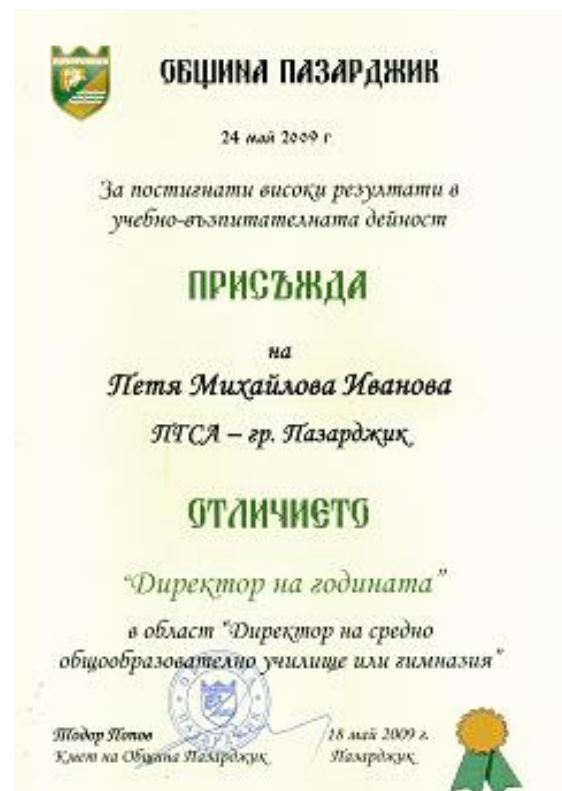 ОБЩИНА ПАЗАРДЖИК
24 май 2009 г
За постигнати високи резултати в
учебно-възпитателната дейност
ПРИСЪЖДА
на
Петя Михайлова Иванова
ПГСА – гр. Пазарджик
ОТЛИЧИЕТО
“Директор на годината”
в област “Директор на средно
общообразователно училище или гимназия”
Тодор Попов
Кмет на Община Пазарджик
18 май 2009 г.
Пазарджик